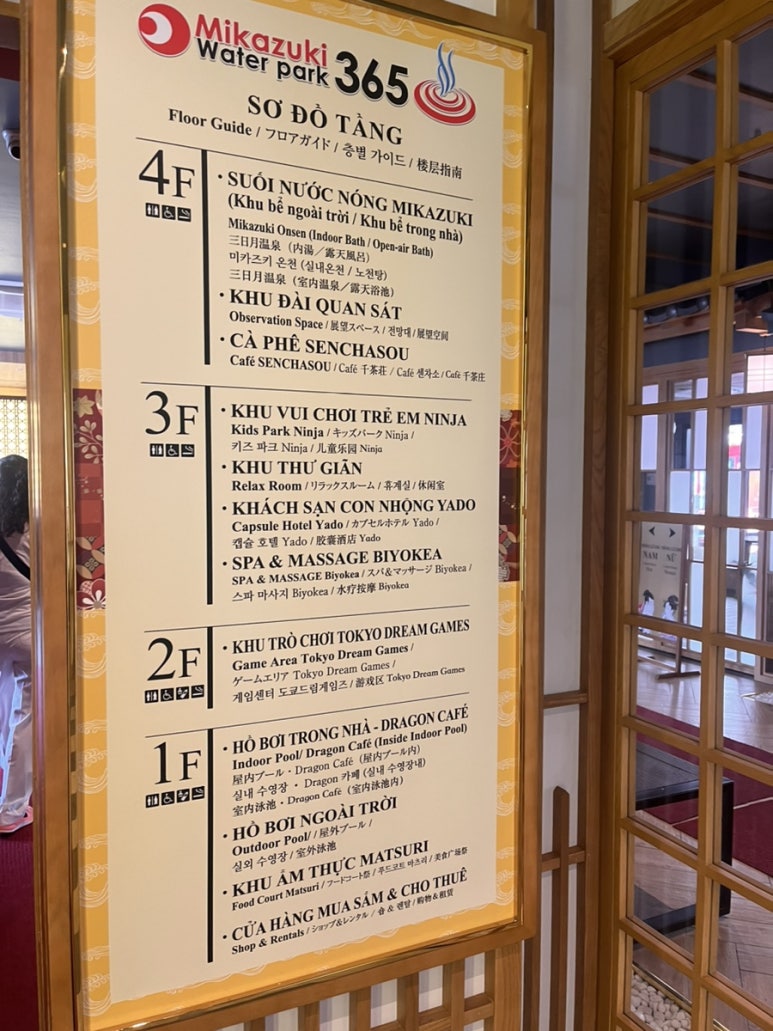 Mikazuki
Water park 365
SƠ ĐỒ TẦNG
Floor Guide / フロアガイド / 층별 가이드 / 楼层指南
4F
• SUỐI NƯỚC NÓNG MIKAZUKI
(Khu bể ngoài trời / Khu bể trong nhà)
Mikazuki Onsen (Indoor Bath / Open-air Bath)
三日月温泉（内湯／露天風呂）
미카즈키 온천 (실내온천 / 노천탕)
三日月温泉（室内温泉／露天浴池）
• KHU ĐÀI QUAN SÁT
Observation Space / 展望スペース / 전망대 / 展望空间
• CÀ PHÊ SENCHASOU
Café SENCHASOU / Café 千茶荘 / Café 센차소 / Café 千茶庄
3F
• KHU VUI CHƠI TRẺ EM NINJA
Kids Park Ninja / キッズパーク Ninja /
키즈 파크 Ninja / 儿童乐园 Ninja
• KHU THƯ GIÃN
Relax Room / リラックスルーム / 휴게실 / 休闲室
• KHÁCH SẠN CON NHỘNG YADO
Capsule Hotel Yado / カプセルホテル Yado /
캡슐 호텔 Yado / 胶囊酒店 Yado
• SPA & MASSAGE BIYOKEA
SPA & MASSAGE Biyokea / スパ&マッサージ Biyokea /
스파 마사지 Biyokea / 水疗按摩 Biyokea
2F
• KHU TRÒ CHƠI TOKYO DREAM GAMES
Game Area Tokyo Dream Games /
ゲームエリア Tokyo Dream Games /
게임센터 도쿄드림게임즈 / 游戏区 Tokyo Dream Games
1F
• HỒ BƠI TRONG NHÀ - DRAGON CAFÉ
Indoor Pool/ Dragon Café (Inside Indoor Pool)
屋内プール・Dragon Café（屋内プール内）
실내 수영장 · Dragon 카페 (실내 수영장내)
室内泳池・Dragon Café（室内泳池内）
• HỒ BƠI NGOÀI TRỜI
Outdoor Pool/ / 屋外プール /
실외 수영장 / 室外泳池
• KHU ẨM THỰC MATSURI
Food Court Matsuri / フードコート祭 / 푸드코트 마츠리 / 美食广场祭
• CỬA HÀNG MUA SẮM & CHO THUÊ
Shop & Rentals / ショップ&レンタル / 숍 & 렌탈 / 购物&租赁
NAM
NỮ